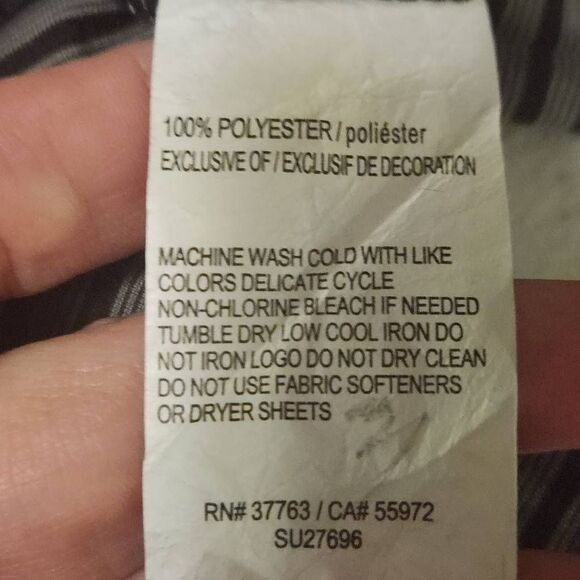 100% POLYESTER / poliéster
EXCLUSIVE OF / EXCLUSIF DE DECORATION
MACHINE WASH COLD WITH LIKE
COLORS DELICATE CYCLE
NON-CHLORINE BLEACH IF NEEDED
TUMBLE DRY LOW COOL IRON DO
NOT IRON LOGO DO NOT DRY CLEAN
DO NOT USE FABRIC SOFTENERS
OR DRYER SHEETS
RN# 37763 / CA# 55972
SU27696